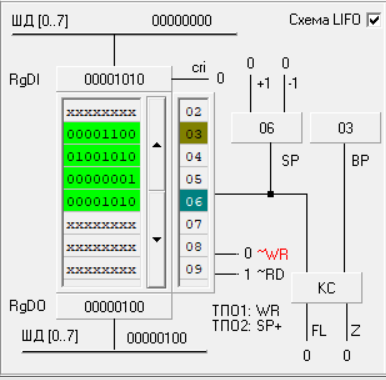 ШД [0..7] 00000000 Схема LIFO
RgDI 00001010 cri 0 0 0
+1 -1
xxxxxxxx 02
00001100 03 06 03
01001010 04 SP BP
00000001 05
00001010 06
xxxxxxxx 07
xxxxxxxx 08 0 ~WR
xxxxxxxx 09 1 ~RD
КС
RgDO 00000100 ТПО1: WR
ТПО2: SP+
ШД [0..7] 00000100 FL Z
0 0